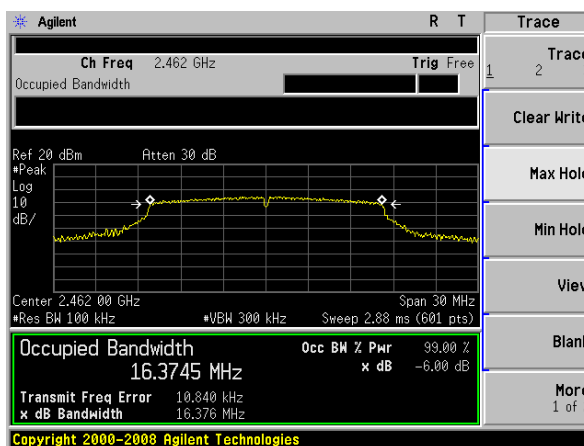 Agilent R T Trace
Ch Freq 2.462 GHz Trig Free
Occupied Bandwidth
Trace
1 2
Clear Write
Max Hold
Min Hold
View
Blank
More
1 of
Ref 20 dBm Atten 30 dB
#Peak
Log
10
dB/
Center 2.462 00 GHz Span 30 MHz
#Res BW 100 kHz #VBW 300 kHz Sweep 2.88 ms (601 pts)
Occupied Bandwidth Occ BW % Pwr 99.00 %
16.3745 MHz x dB -6.00 dB
Transmit Freq Error 10.840 kHz
x dB Bandwidth 16.376 MHz
Copyright 2000-2008 Agilent Technologies